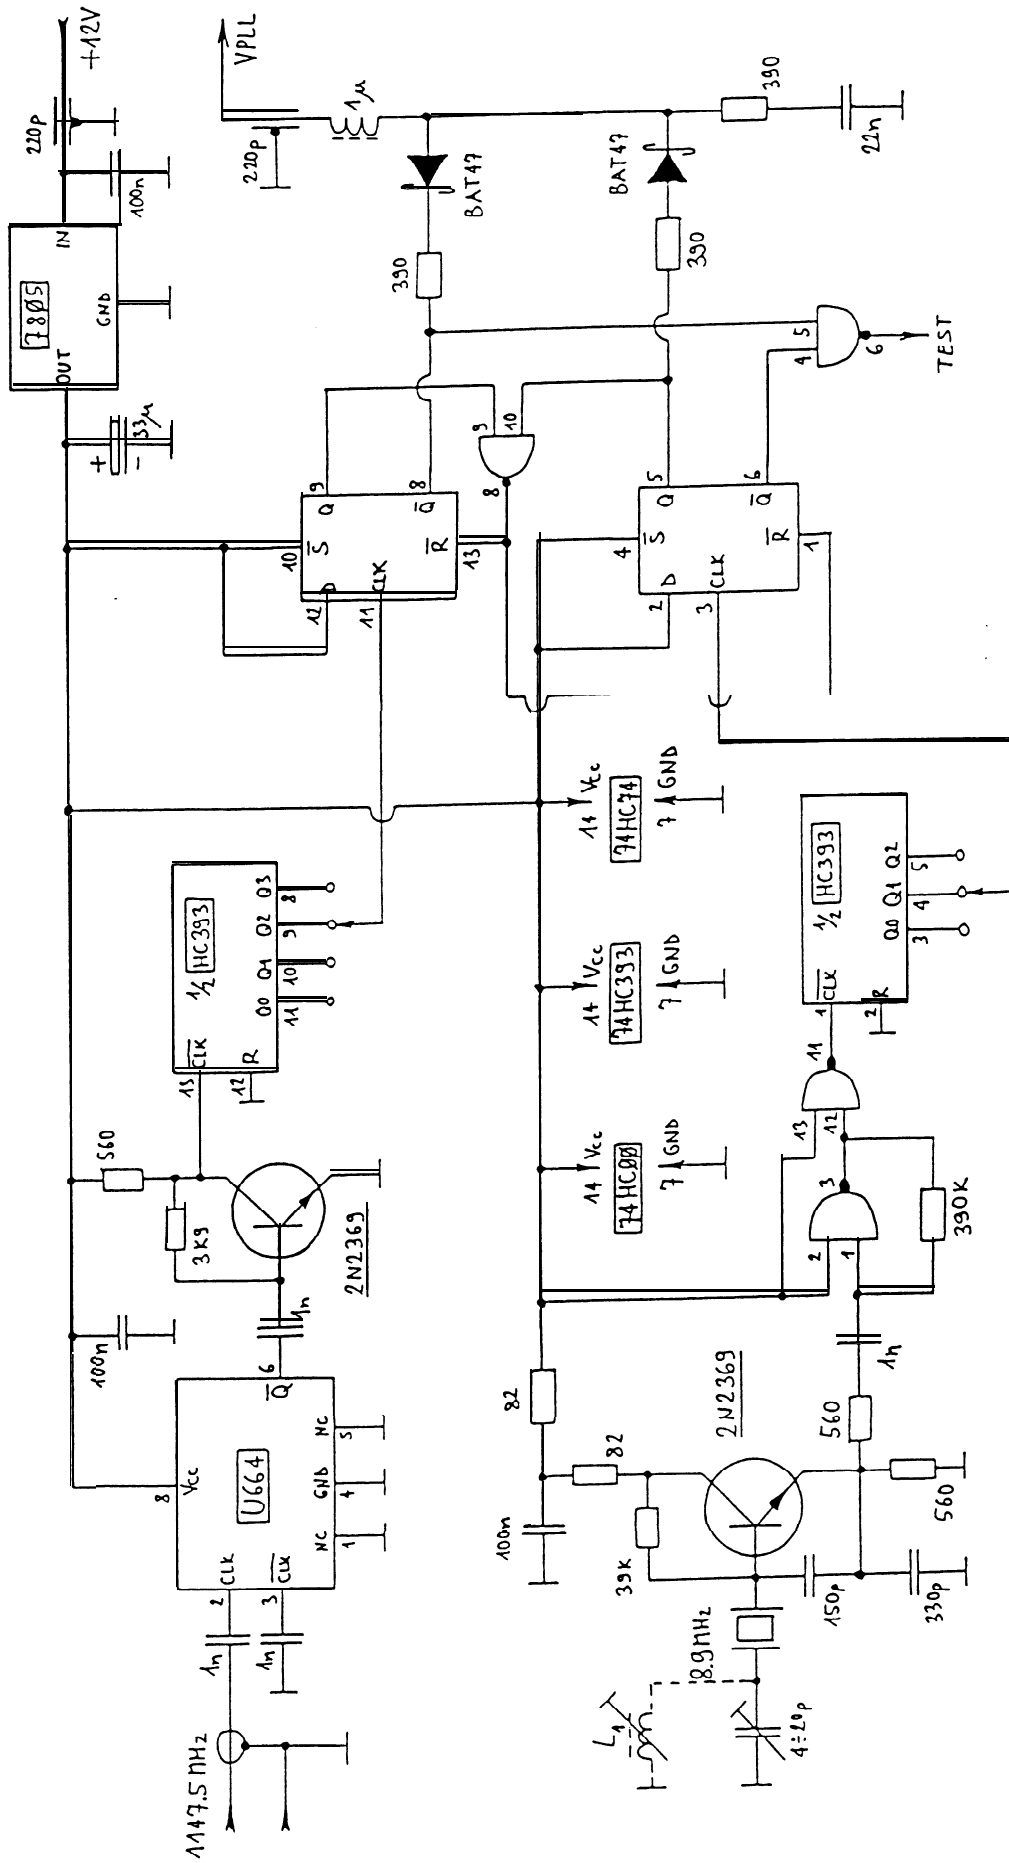 +12V
220p
100n
IN
7805
GND
OUT
33µ
+
-
VPLL
220p
1µ
BAT47
390
BAT47
390
390
22n
9
10
8
5
4
6
TEST
9
Q
8
Q
10
S
12
D
11
CLK
R
13
5
Q
6
Q
4
S
2
D
3
CLK
R
1
14 Vcc
74HC74
7 GND
14 Vcc
74HC393
7 GND
14 Vcc
74HC00
7 GND
1/2 HC393
Q3
8
Q2
9
Q1
10
Q0
11
CLK
13
R
12
1/2 HC393
Q2
5
Q1
4
Q0
3
CLK
1
R
2
11
13
12
3
2
1
390K
560
3K9
2N2369
1n
100n
6
Q
8
Vcc
U664
NC
5
GND
4
NC
1
CLK
2
CLK
3
1n
1n
1147.5MHz
82
82
100n
39K
2N2369
560
1n
560
150p
330p
8.9MHz
L1
4÷20p